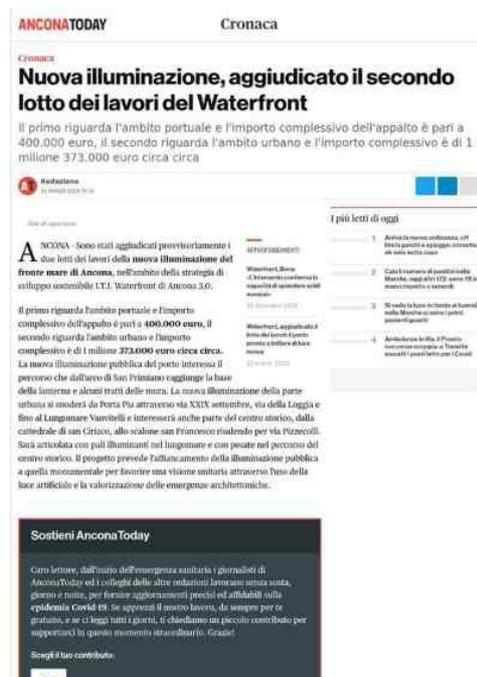 ANCONATODAY
Cronaca
Cronaca
Nuova illuminazione, aggiudicato il secondo
lotto dei lavori del Waterfront
Il primo riguarda l'ambito portuale e l'importo complessivo dell'appalto è pari a
400.000 euro, il secondo riguarda l'ambito urbano e l'importo complessivo è di 1
milione 373.000 euro circa circa
Redazione
I più letti di oggi
ANCONA - Sono stati aggiudicati provvisoriamente i
due lotti dei lavori della nuova illuminazione del
fronte mare di Ancona, nell'ambito della strategia di
sviluppo sostenibile I.T.I. Waterfront di Ancona 3.0.
APPROFONDIMENTI
Il primo riguarda l'ambito portuale e l'importo
complessivo dell'appalto è pari a 400.000 euro, il
secondo riguarda l'ambito urbano e l'importo
complessivo è di 1 milione 373.000 euro circa circa.
La nuova illuminazione pubblica del porto interessa il
percorso che dall'arco di San Primiano raggiunge la base
della lanterna e alcuni tratti delle mura. La nuova illuminazione della parte
urbana si snoderà da Porta Pia attraverso via XXIX settembre, via della Loggia e
fino al Lungomare Vanvitelli e interesserà anche parte del centro storico, dalla
cattedrale di san Ciriaco, allo scalone san Francesco risalendo per via Pizzecolli.
Sarà articolata con pali illuminanti nel lungomare e con pesate nel percorso del
centro storico. Il progetto prevede l'affiancamento della illuminazione pubblica
a quella monumentale per favorire una visione unitaria attraverso l'uso della
luce artificiale e la valorizzazione delle emergenze architettoniche.
1
2
3
4
Sostieni AnconaToday
Caro lettore, dall'inizio dell'emergenza sanitaria i giornalisti di
AnconaToday ed i colleghi delle altre redazioni lavorano senza sosta,
giorno e notte, per fornire aggiornamenti precisi ed affidabili sulla
epidemia Covid-19. Se apprezzi il nostro lavoro, da sempre per te
gratuito, e se ci leggi tutti i giorni, ti chiediamo un piccolo contributo per
supportarci in questo momento straordinario. Grazie!
Scegli il tuo contributo: